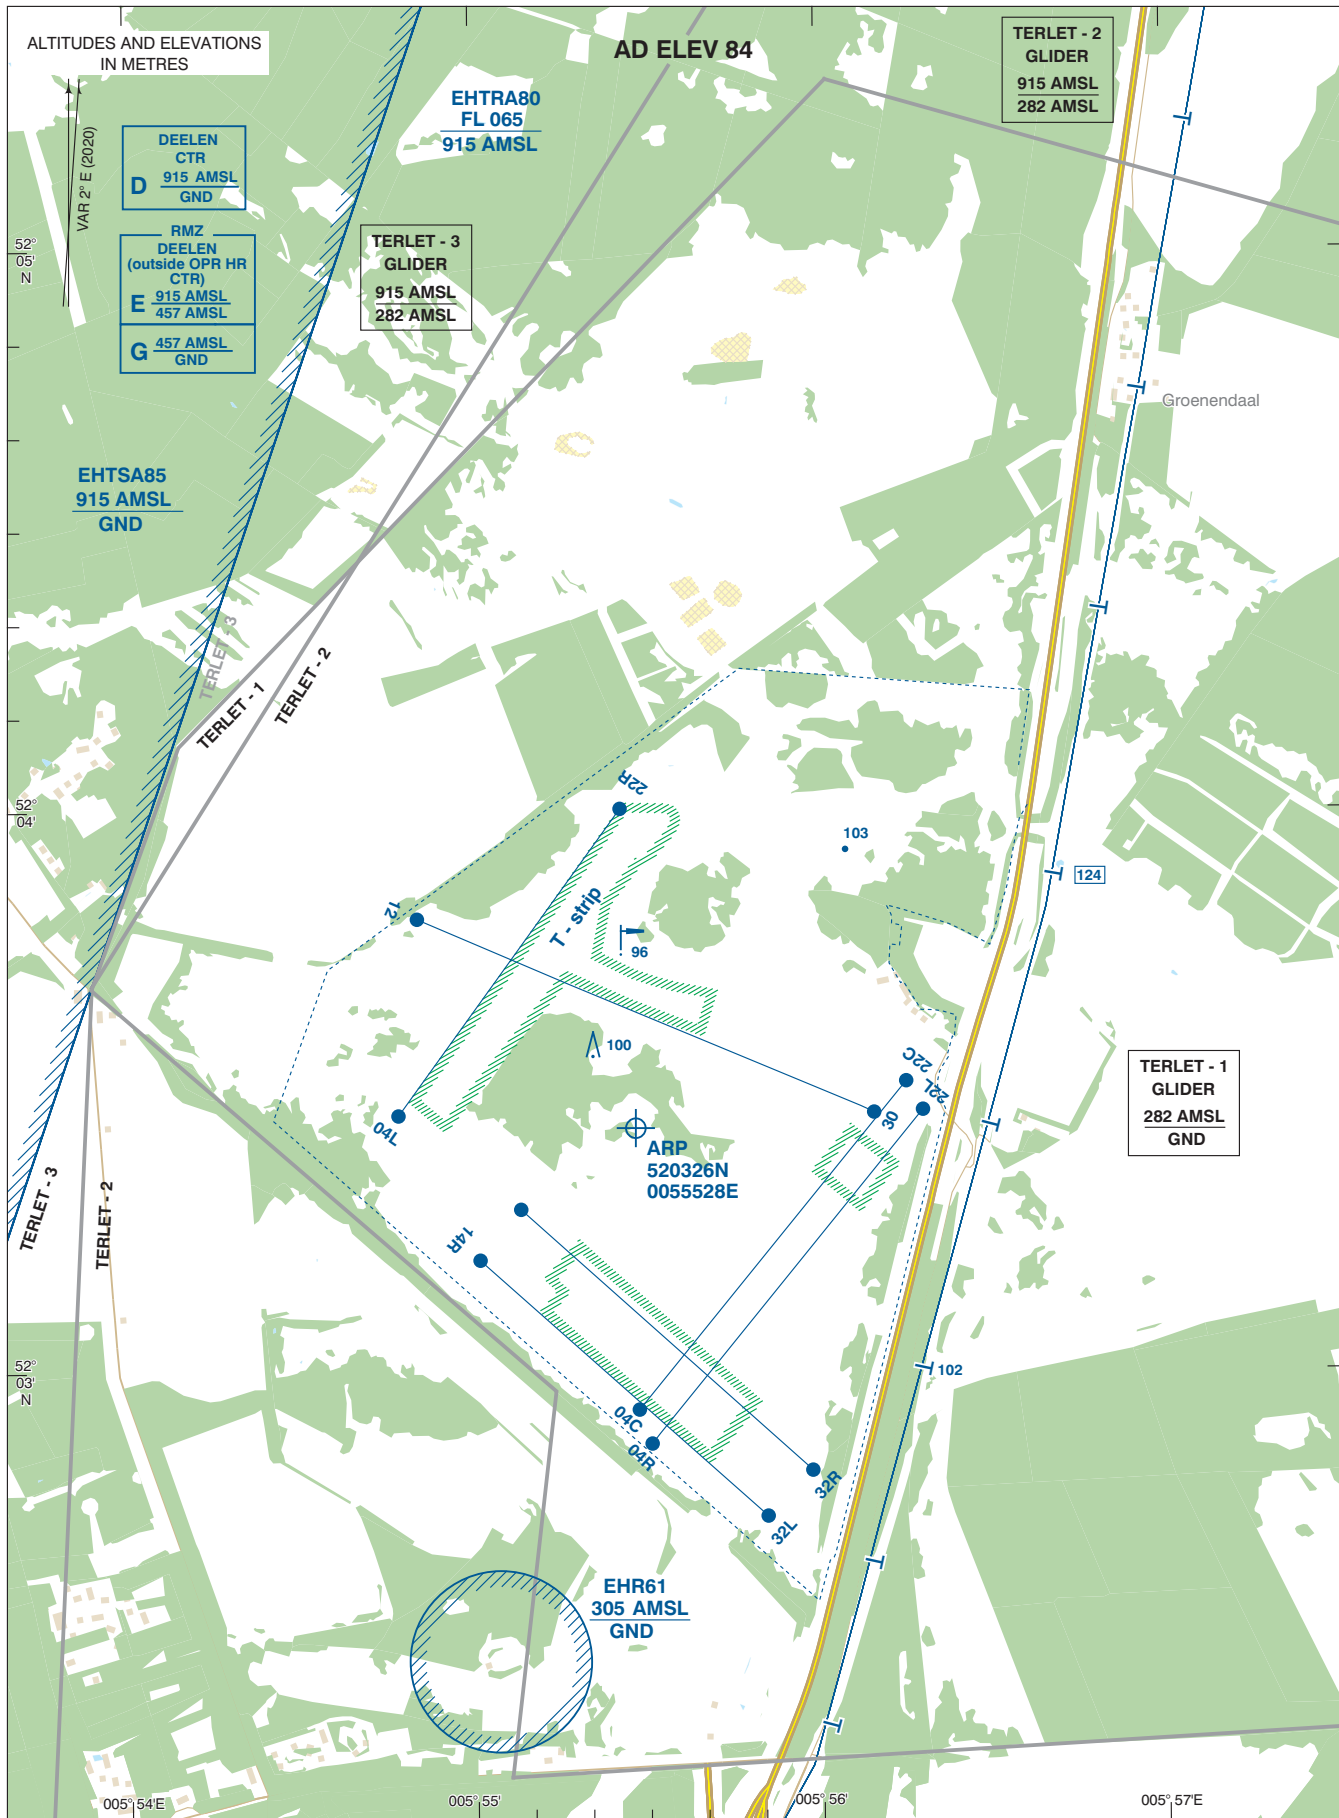 ALTITUDES AND ELEVATIONS
IN METRES
AD ELEV 84
TERLET - 2
GLIDER
915 AMSL
282 AMSL
VAR 2° E (2020)
EHTRA80
FL 065
915 AMSL
DEELEN
CTR
D 915 AMSL
GND
RMZ
DEELEN
(outside OPR HR
CTR)
E 915 AMSL
457 AMSL
G 457 AMSL
GND
TERLET - 3
GLIDER
915 AMSL
282 AMSL
52°
05'
N
Groenendaal
EHTSA85
915 AMSL
GND
TERLET - 3
TERLET - 1
TERLET - 2
22R
52°
04'
103
124
12
T - strip
96
100
22C
22L
30
04L
ARP
520326N
0055528E
TERLET - 1
GLIDER
282 AMSL
GND
TERLET - 3
TERLET - 2
14R
52°
03'
N
102
04C
04R
32R
32L
EHR61
305 AMSL
GND
005° 54'E
005° 55'
005° 56'
005° 57'E